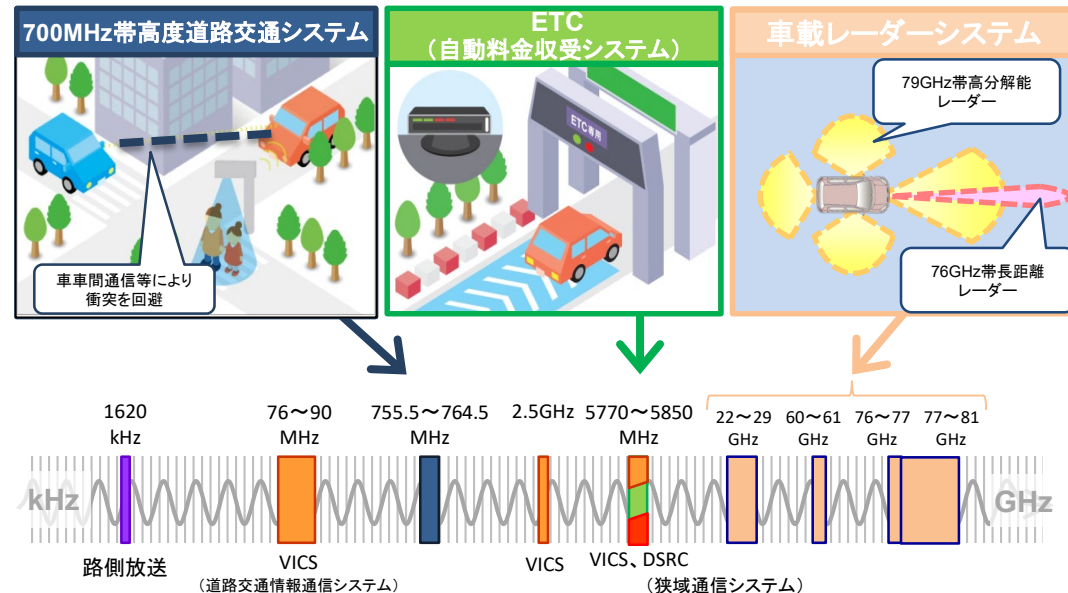 700MHz帯高度道路交通システム
車車間通信等により
衝突を回避
ETC
（自動料金収受システム）
ETC専用
車載レーダーシステム
79GHz帯高分解能
レーダー
76GHz帯長距離
レーダー
1620
kHz
76～90
MHz
755.5～764.5
MHz
2.5GHz
5770～5850
MHz
22～29
GHz
60～61
GHz
76～77
GHz
77～81
GHz
kHz
GHz
路側放送
VICS
（道路交通情報通信システム）
VICS
VICS、DSRC
（狭域通信システム）